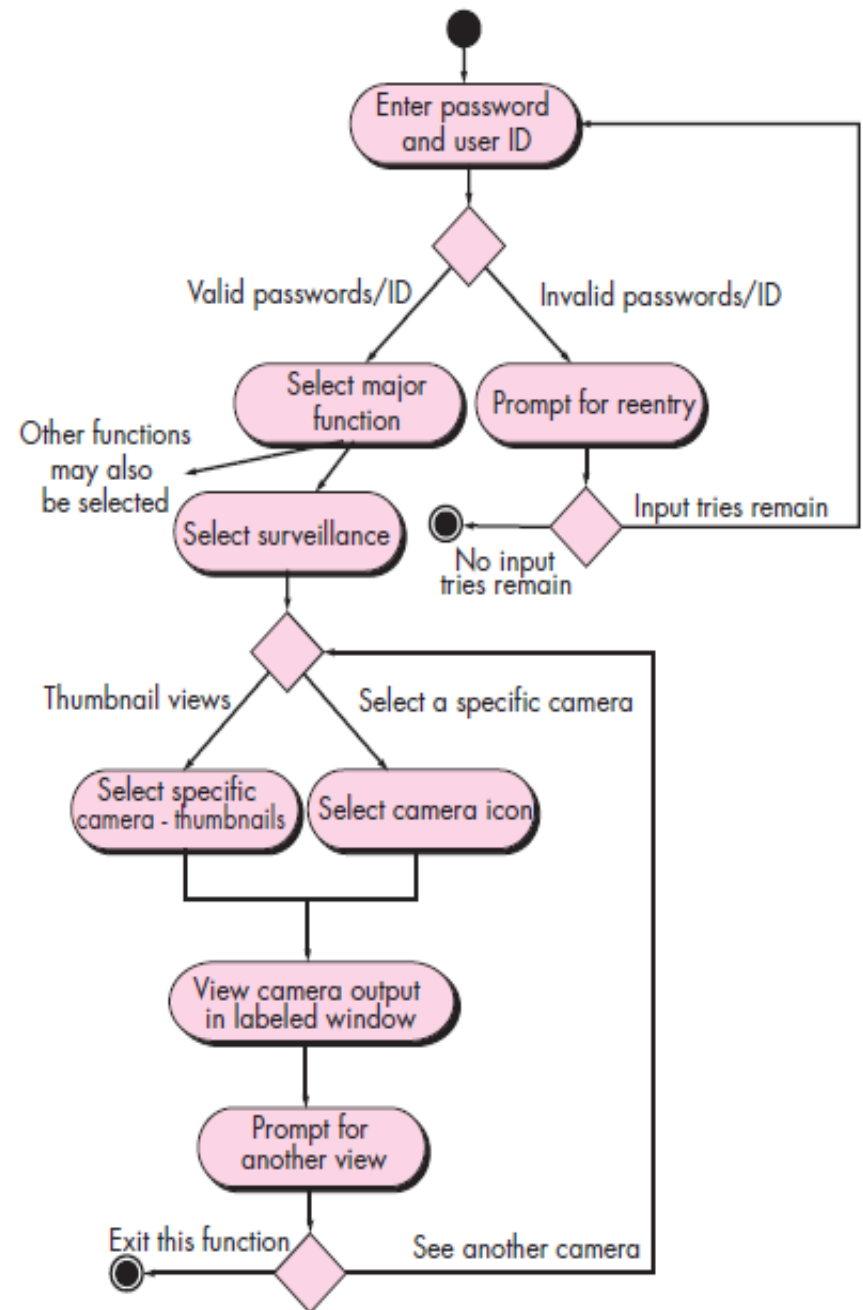 Enter password
and user ID
Valid passwords/ID
Invalid passwords/ID
Select major
function
Prompt for reentry
Other functions
may also
be selected
Input tries remain
No input
tries remain
Select surveillance
Thumbnail views
Select a specific camera
Select specific
camera - thumbnails
Select camera icon
View camera output
in labeled window
Prompt for
another view
Exit this function
See another camera